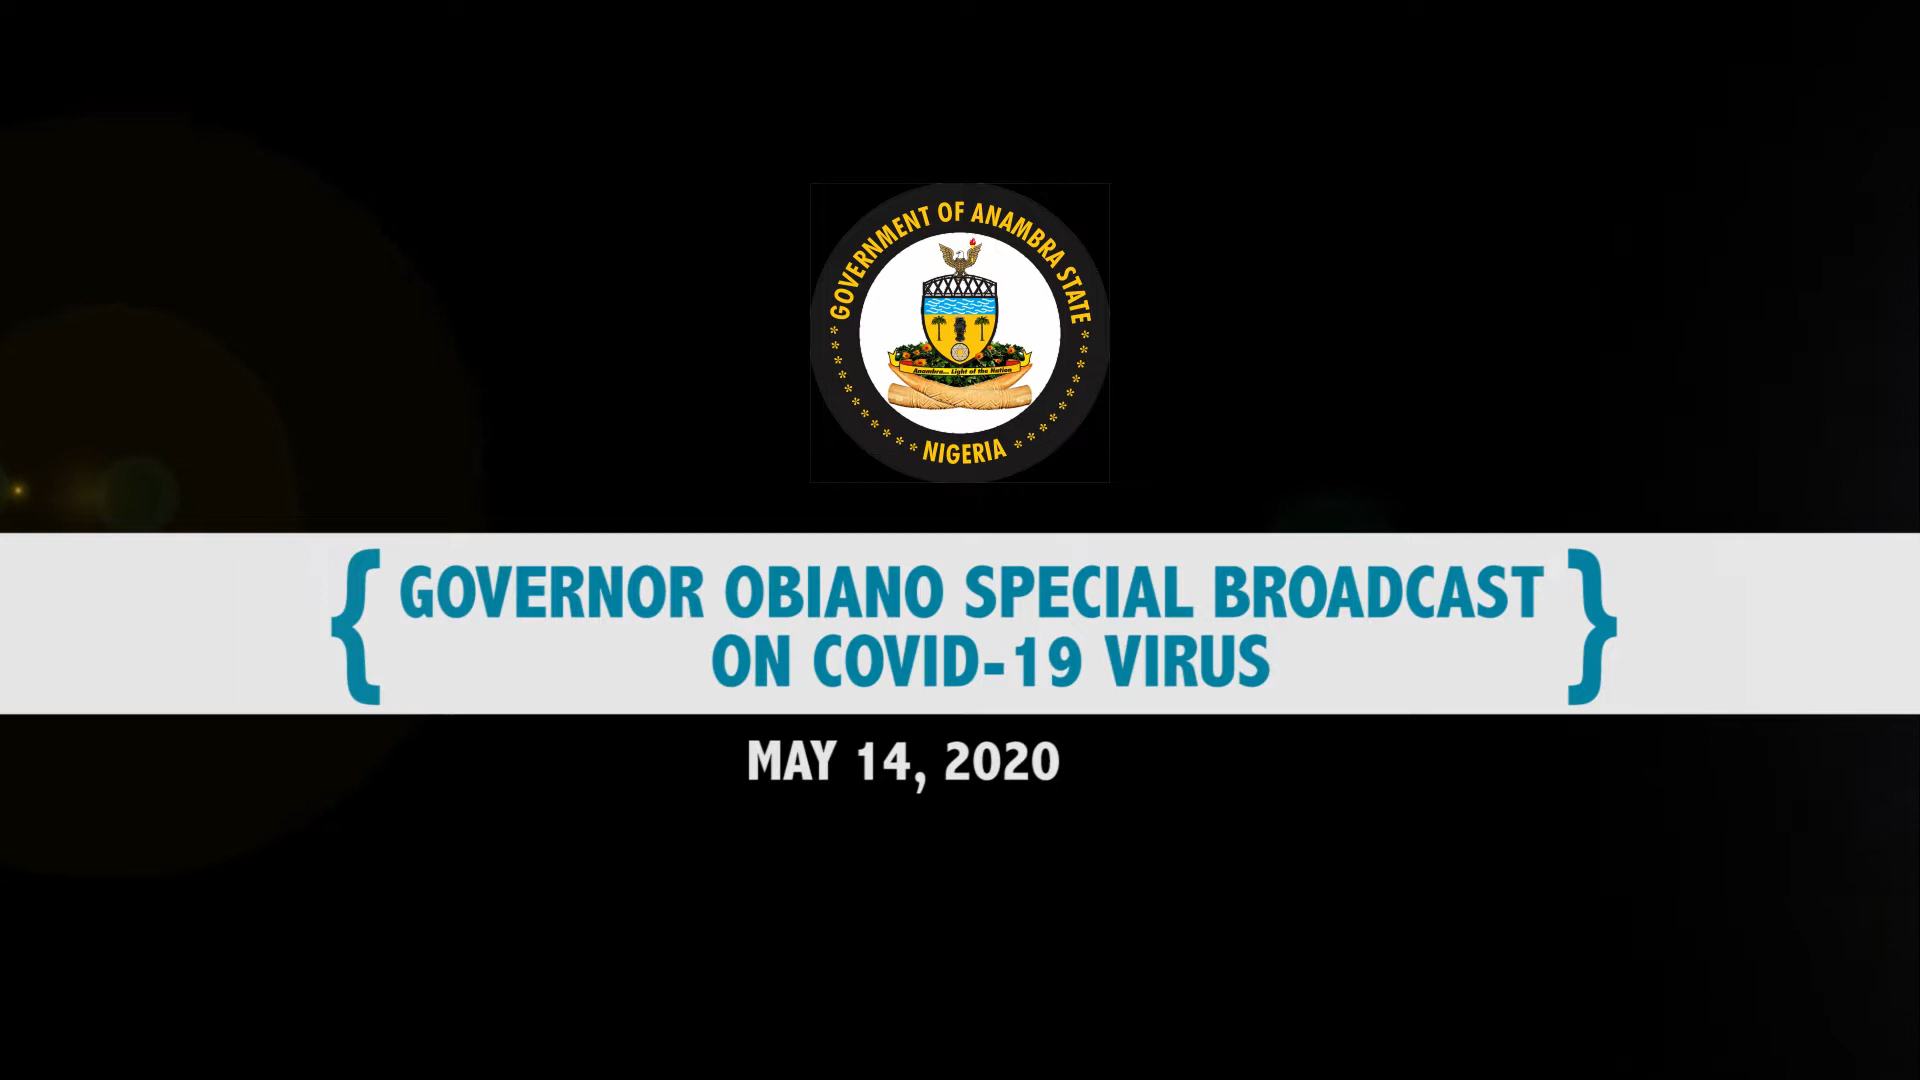 GOVERNMENT OF ANAMBRA STATE
Anambra... Light of the Nation
NIGERIA
{ GOVERNOR OBIANO SPECIAL BROADCAST
ON COVID-19 VIRUS }
MAY 14, 2020